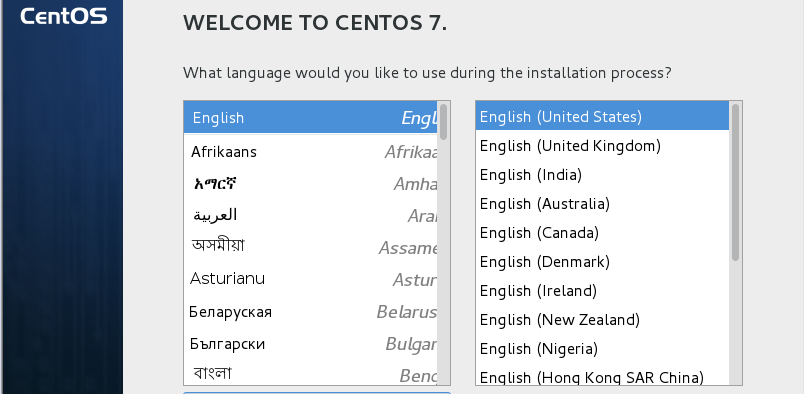 CentOS
WELCOME TO CENTOS 7.
What language would you like to use during the installation process?
English Engl
Afrikaans Afrikaa
አማርኛ Amha
العربية Ara
অসমীয়া Assame
Asturianu Astur
Беларуская Belarus
Български Bulgar
বাংলা Beng
English (United States)
English (United Kingdom)
English (India)
English (Australia)
English (Canada)
English (Denmark)
English (Ireland)
English (New Zealand)
English (Nigeria)
English (Hong Kong SAR China)